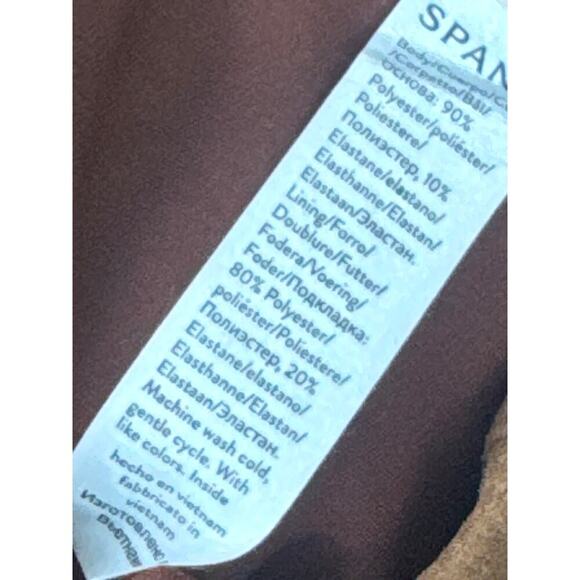 SPAN
Body/Cuerpo/C
/Corpetto/Bål/
Основа: 90%
Polyester/poliéster/
Poliestere/
Полиэстер, 10%
Elastane/elastano/
Elasthanne/Elastan/
Elastaan/Эластан.
Lining/Forro/
Doublure/Futter/
Fodera/Voering/
Foder/Подкладка:
80% Polyester/
poliéster/Poliestere/
Полиэстер, 20%
Elastane/elastano/
Elasthanne/Elastan/
Elastaan/Эластан.
Machine wash cold,
gentle cycle. With
like colors. Inside
hecho en vietnam
fabbricato in
vietnam